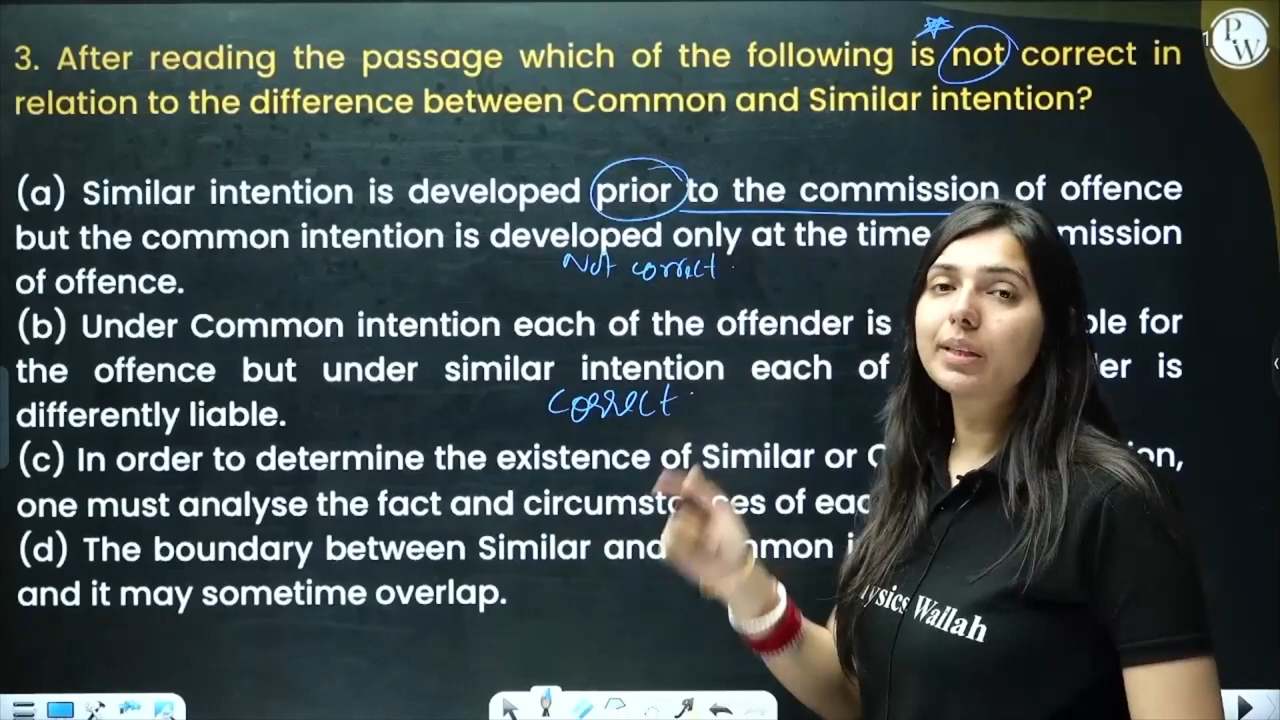 3. After reading the passage which of the following is not correct in
relation to the difference between Common and Similar intention?
(a) Similar intention is developed prior to the commission of offence
but the common intention is developed only at the time mission
Not correct.
of offence.
(b) Under Common intention each of the offender is ble for
the offence but under similar intention each of er is
correct.
differently liable.
(c) In order to determine the existence of Similar or on,
one must analyse the fact and circumst es of eac
(d) The boundary between Similar and mmon
and it may sometime overlap.
PW
ysics Wallah